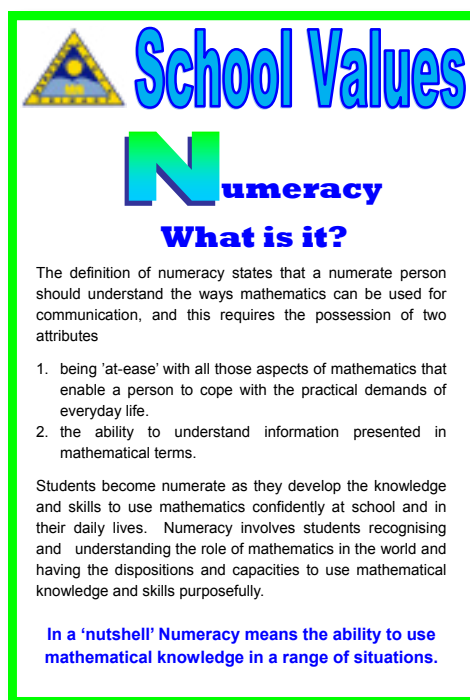 School Values
Numeracy
What is it?
The definition of numeracy states that a numerate person
should understand the ways mathematics can be used for
communication, and this requires the possession of two
attributes
1. being 'at-ease' with all those aspects of mathematics that
enable a person to cope with the practical demands of
everyday life.
2. the ability to understand information presented in
mathematical terms.
Students become numerate as they develop the knowledge
and skills to use mathematics confidently at school and in
their daily lives. Numeracy involves students recognising
and understanding the role of mathematics in the world and
having the dispositions and capacities to use mathematical
knowledge and skills purposefully.
In a ‘nutshell’ Numeracy means the ability to use
mathematical knowledge in a range of situations.